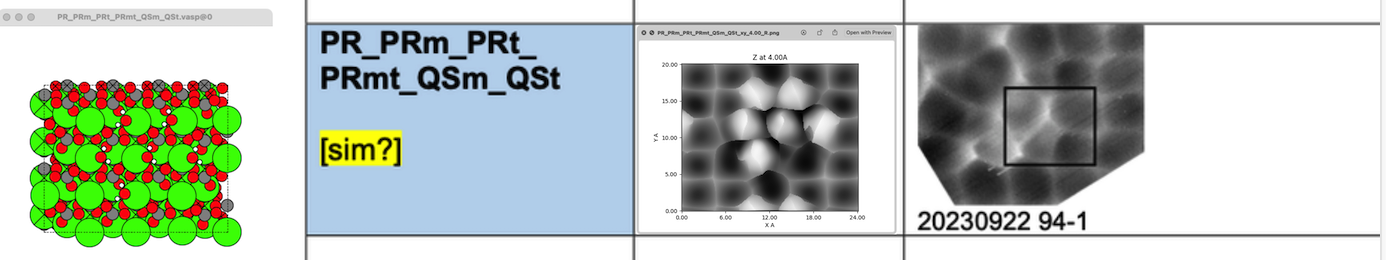 PR_PRm_PRt_PRmt_QSm_QSt.vasp@0
PR_PRm_PRt_
PRmt_QSm_QSt
[sim?]
PR_PRm_PRt_PRmt_QSm_QSt_xy_4.00_R.png
Open with Preview
Z at 4.00A
20.00
15.00
10.00
5.00
0.00
Y A
0.00 6.00 12.00 18.00 24.00
X A
20230922 94-1